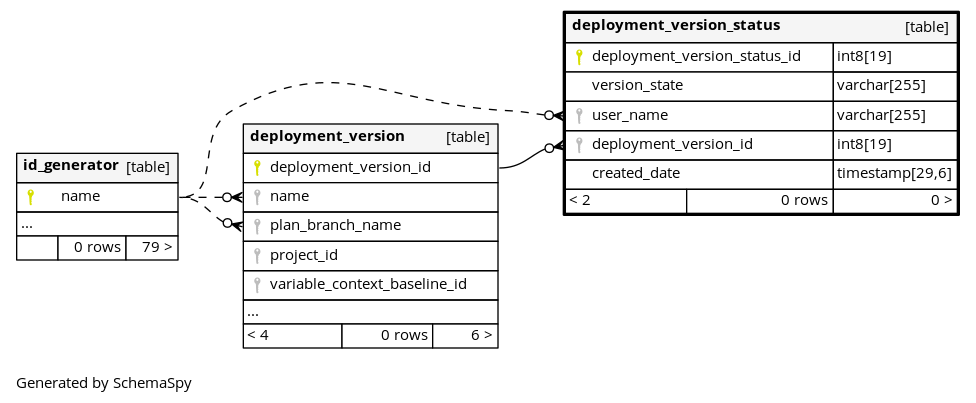 deployment_version_status [table]
deployment_version_status_id int8[19]
version_state varchar[255]
user_name varchar[255]
deployment_version_id int8[19]
created_date timestamp[29,6]
< 2 0 rows 0 >
deployment_version [table]
deployment_version_id
name
plan_branch_name
project_id
variable_context_baseline_id
...
< 4 0 rows 6 >
id_generator [table]
name
...
0 rows 79 >
Generated by SchemaSpy